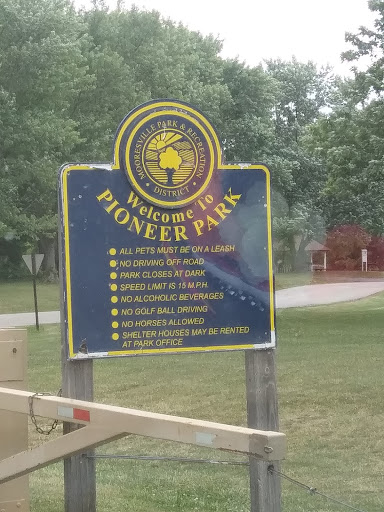 MOORESVILLE PARK & RECREATION
DISTRICT
Welcome To
PIONEER PARK
ALL PETS MUST BE ON A LEASH
NO DRIVING OFF ROAD
PARK CLOSES AT DARK
SPEED LIMIT IS 15 M.P.H.
NO ALCOHOLIC BEVERAGES
NO GOLF BALL DRIVING
NO HORSES ALLOWED
SHELTER HOUSES MAY BE RENTED
AT PARK OFFICE